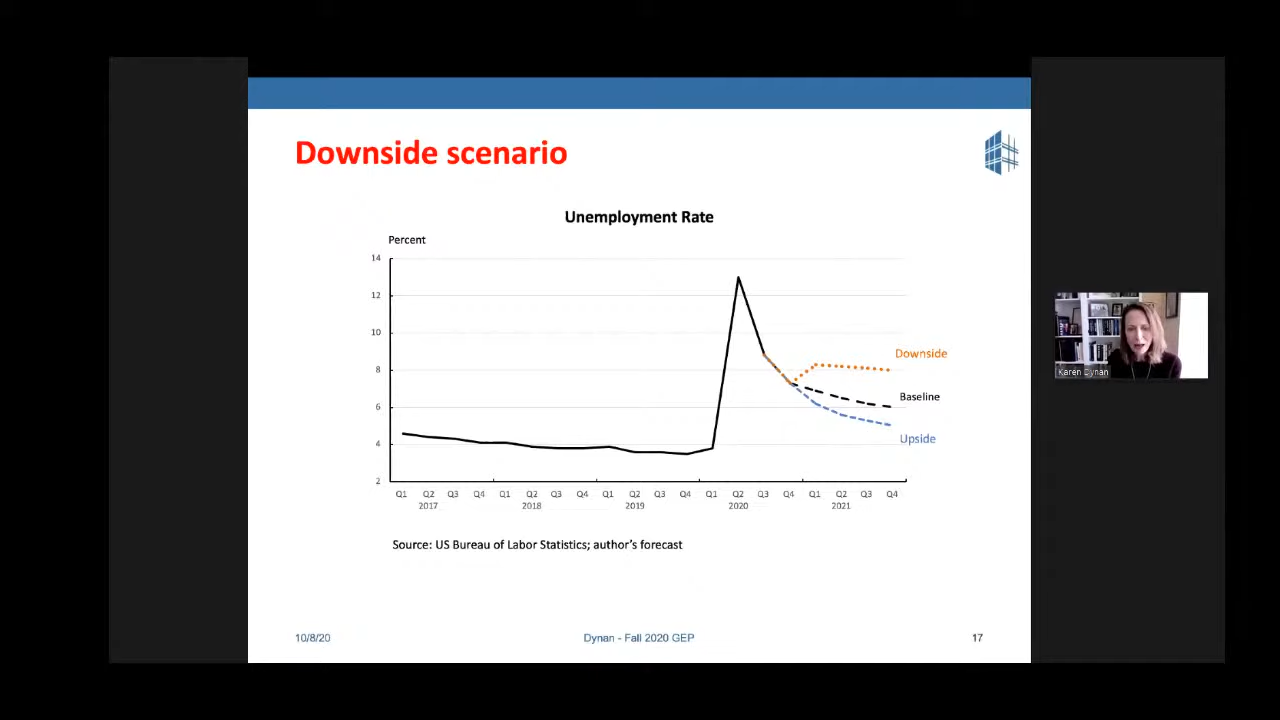 Downside scenario
Unemployment Rate
Percent
14
12
10
8
6
4
2
Downside
Baseline
Upside
Q1 Q2 Q3 Q4 Q1 Q2 Q3 Q4 Q1 Q2 Q3 Q4 Q1 Q2 Q3 Q4 Q1 Q2 Q3 Q4
2017 2018 2019 2020 2021
Source: US Bureau of Labor Statistics; author's forecast
10/8/20 Dynan - Fall 2020 GEP 17
Karen Dynan